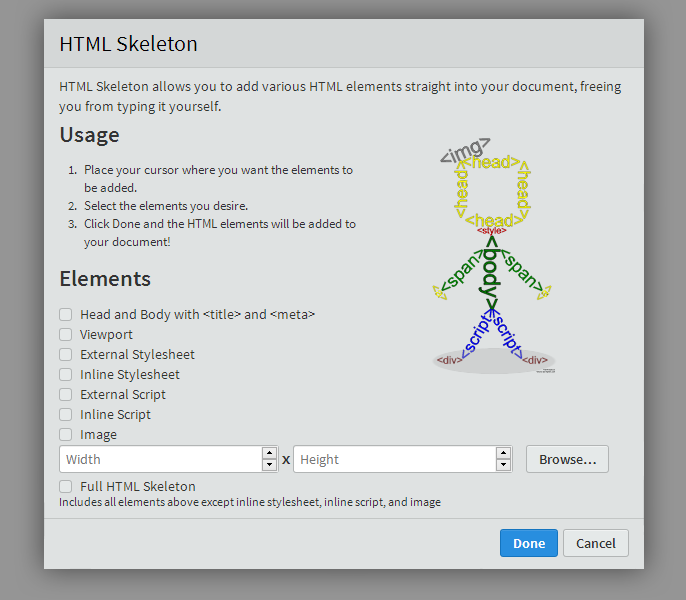 HTML Skeleton
HTML Skeleton allows you to add various HTML elements straight into your document, freeing
you from typing it yourself.
Usage
1. Place your cursor where you want the elements to
be added.
2. Select the elements you desire.
3. Click Done and the HTML elements will be added to
your document!
<img>
<head>
<head
head
<head>
<style>
<span>
<body>
<span>
<script>
<script>
<div>
<div>
Elements
Head and Body with <title> and <meta>
Viewport
External Stylesheet
Inline Stylesheet
External Script
Inline Script
Image
Width x Height Browse...
Full HTML Skeleton
Includes all elements above except inline stylesheet, inline script, and image
Done Cancel